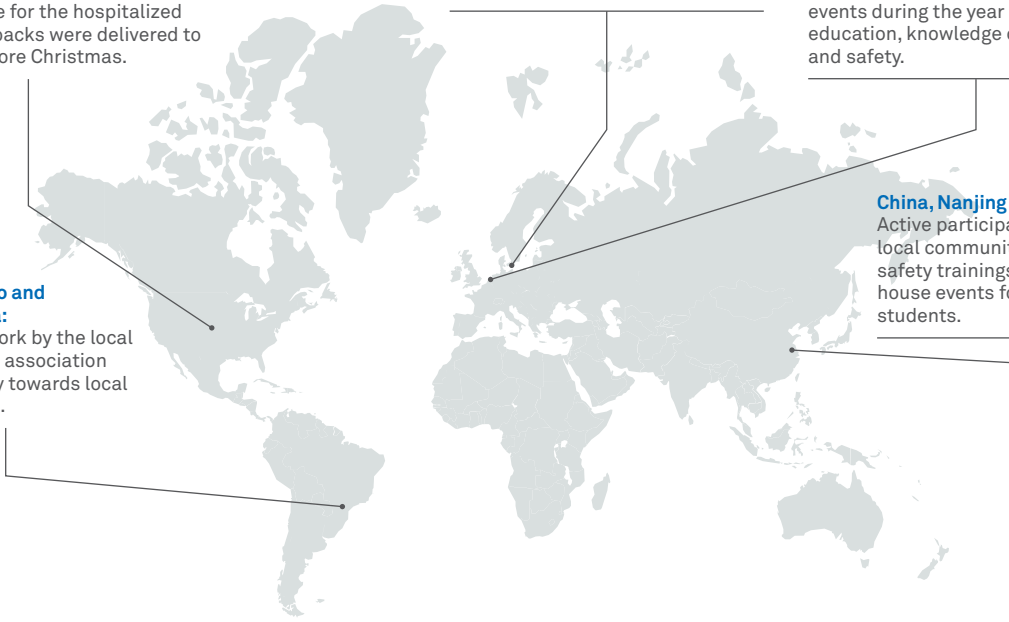 e for the hospitalized
backs were delivered to
ore Christmas.
events during the year
education, knowledge
and safety.
China, Nanjing
Active participa
local communit
safety trainings
house events fo
students.
o and
:
ork by the local
association
y towards local
.